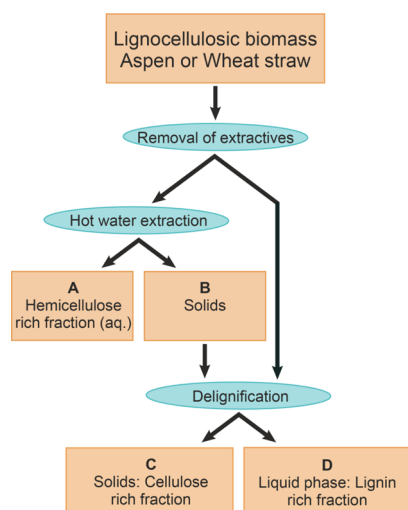 Lignocellulosic biomass
Aspen or Wheat straw
Removal of extractives
Hot water extraction
A
Hemicellulose
rich fraction (aq.)
B
Solids
Delignification
C
Solids: Cellulose
rich fraction
D
Liquid phase: Lignin
rich fraction